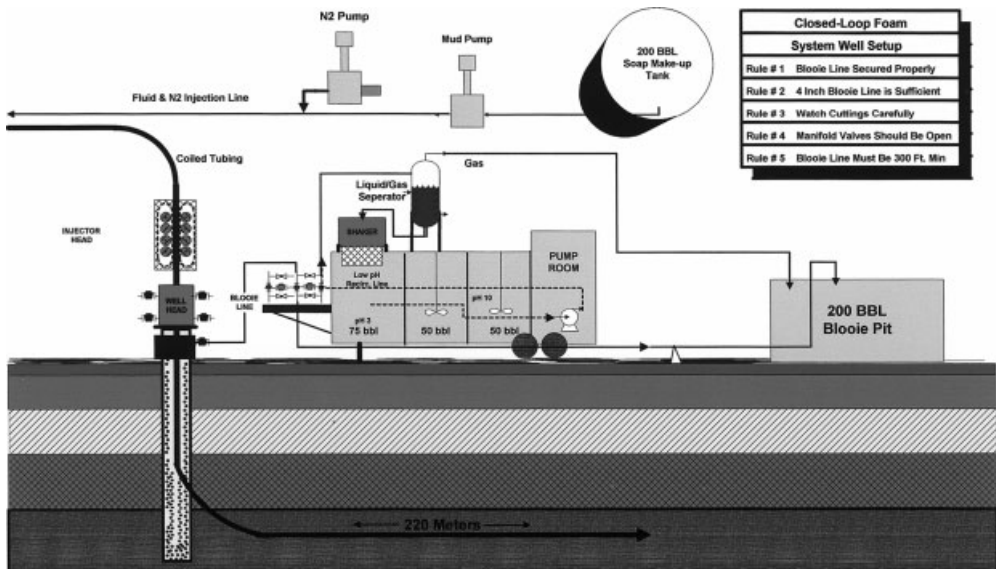 N2 Pump
Mud Pump
200 BBL
Soap Make-up
Tank
Closed-Loop Foam
System Well Setup
Rule # 1 Blooie Line Secured Properly
Rule # 2 4 Inch Blooie Line is Sufficient
Rule # 3 Watch Cuttings Carefully
Rule # 4 Manifold Valves Should Be Open
Rule # 5 Blooie Line Must Be 300 Ft. Min
Fluid & N2 Injection Line
Coiled Tubing
Gas
Liquid/Gas
Seperator
INJECTOR
HEAD
SHAKER
PUMP
ROOM
Low pH
Recirc. Line
WELL
HEAD
BLOOIE
LINE
pH 10
pH 3
75 bbl
50 bbl
50 bbl
200 BBL
Blooie Pit
220 Meters